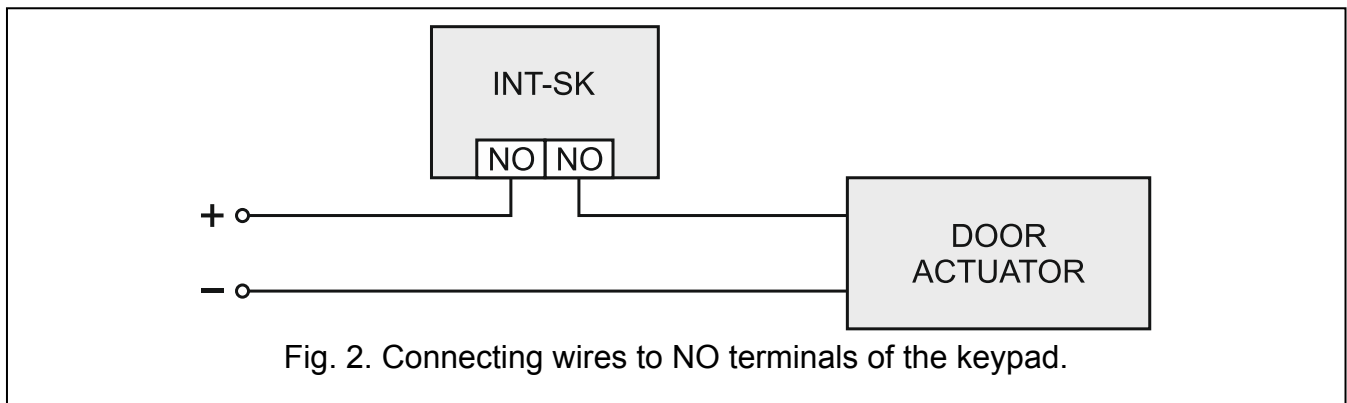 INT-SK
NO NO
+
DOOR
ACTUATOR
−
Fig. 2. Connecting wires to NO terminals of the keypad.